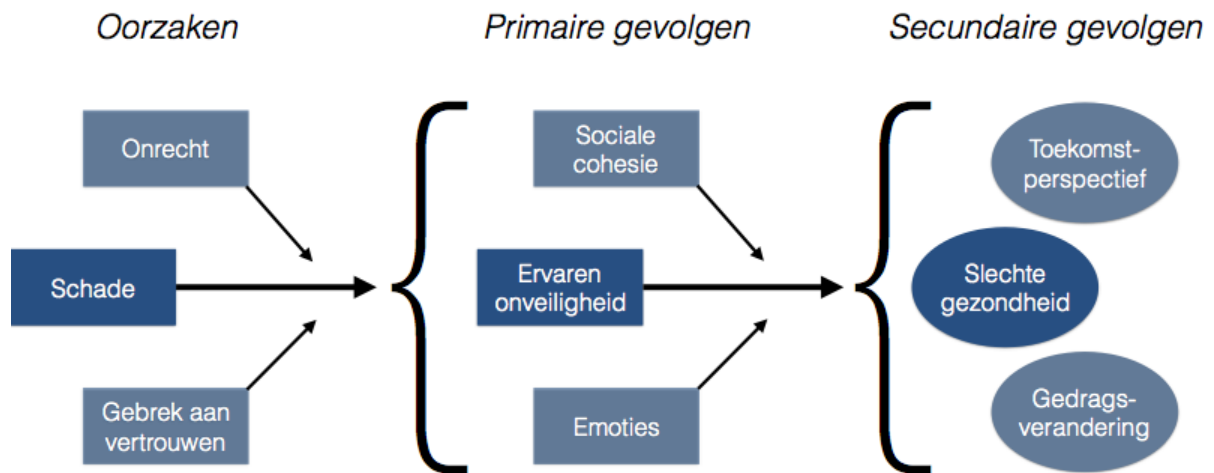 Oorzaken
Primaire gevolgen
Secundaire gevolgen
Onrecht
Schade
Gebrek aan
vertrouwen
Sociale
cohesie
Ervaren
onveiligheid
Emoties
Toekomst-
perspectief
Slechte
gezondheid
Gedrags-
verandering